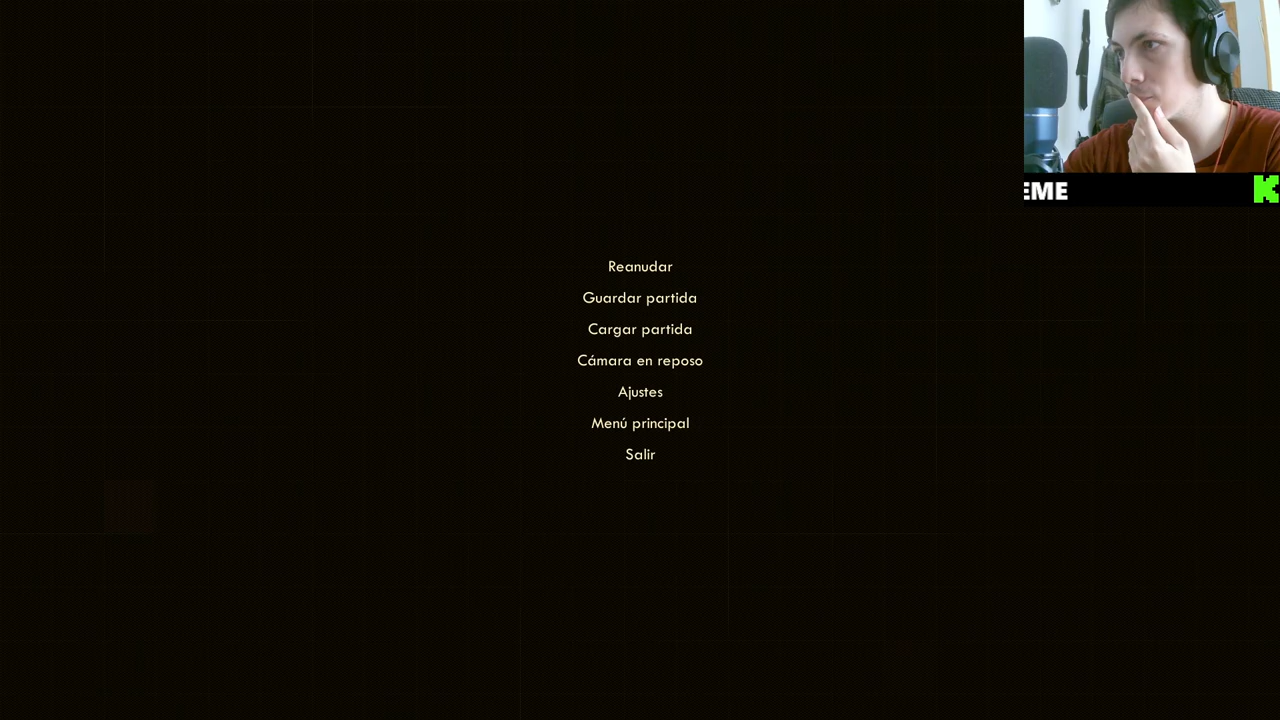 EME
K
Reanudar
Guardar partida
Cargar partida
Cámara en reposo
Ajustes
Menú principal
Salir